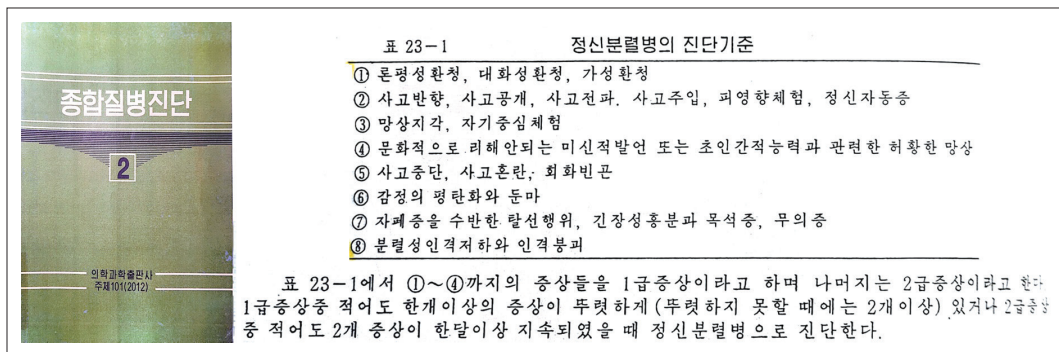 종합질병진단
2
의학과학출판사
주체101(2012)
표 23-1 정신분렬병의 진단기준
① 론평성환청, 대화성환청, 가성환청
② 사고반향, 사고공개, 사고전파. 사고주입, 피영향체험, 정신자동증
③ 망상지각, 자기중심체험
④ 문화적으로 리해안되는 미신적발언 또는 초인간적능력과 관련한 허황한 망상
⑤ 사고중단, 사고혼란, 회화빈곤
⑥ 감정의 평탄화와 둔마
⑦ 자폐증을 수반한 탈선행위, 긴장성흥분과 목석증, 무의증
⑧ 분렬성인격저하와 인격붕괴
표 23-1에서 ①~④까지의 증상들을 1급증상이라고 하며 나머지는 2급증상이라고 한다
1급증상중 적어도 한개이상의 증상이 뚜렷하게 (뚜렷하지 못할 때에는 2개이상) 있거나 2급증상
중 적어도 2개 증상이 한달이상 지속되였을 때 정신분렬병으로 진단한다.